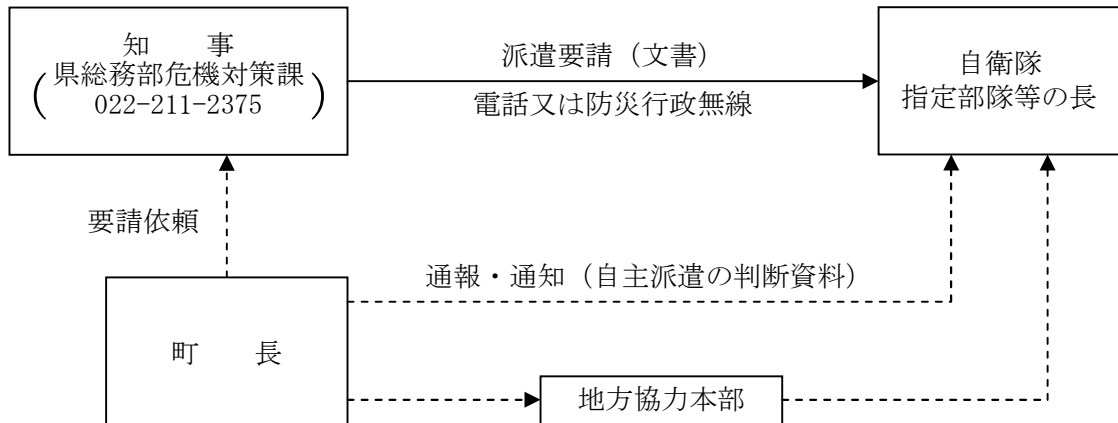 知　　事
(県総務部危機対策課
022-211-2375)
派遣要請（文書）
電話又は防災行政無線
自衛隊
指定部隊等の長
要請依頼
通報・通知（自主派遣の判断資料）
町　　長
地方協力本部